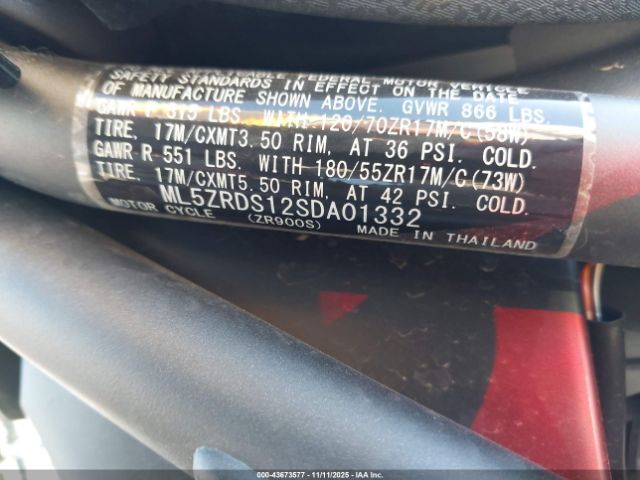 SAFETY STANDARDS IN EFFECT ON THE DATE
OF MANUFACTURE SHOWN ABOVE. GVWR 866 LBS.
GAWR-F 315 LBS. WITH 120/70ZR17M/C(58W)
TIRE, 17M/CXMT3.50 RIM, AT 36 PSI. COLD.
GAWR-R 551 LBS. WITH 180/55ZR17M/C(73W)
TIRE, 17M/CXMT5.50 RIM, AT 42 PSI. COLD.
ML5ZRDS12SDA01332
MOTOR CYCLE (ZR900S) MADE IN THAILAND
000-43673577 - 11/11/2025 - IAAI Inc.